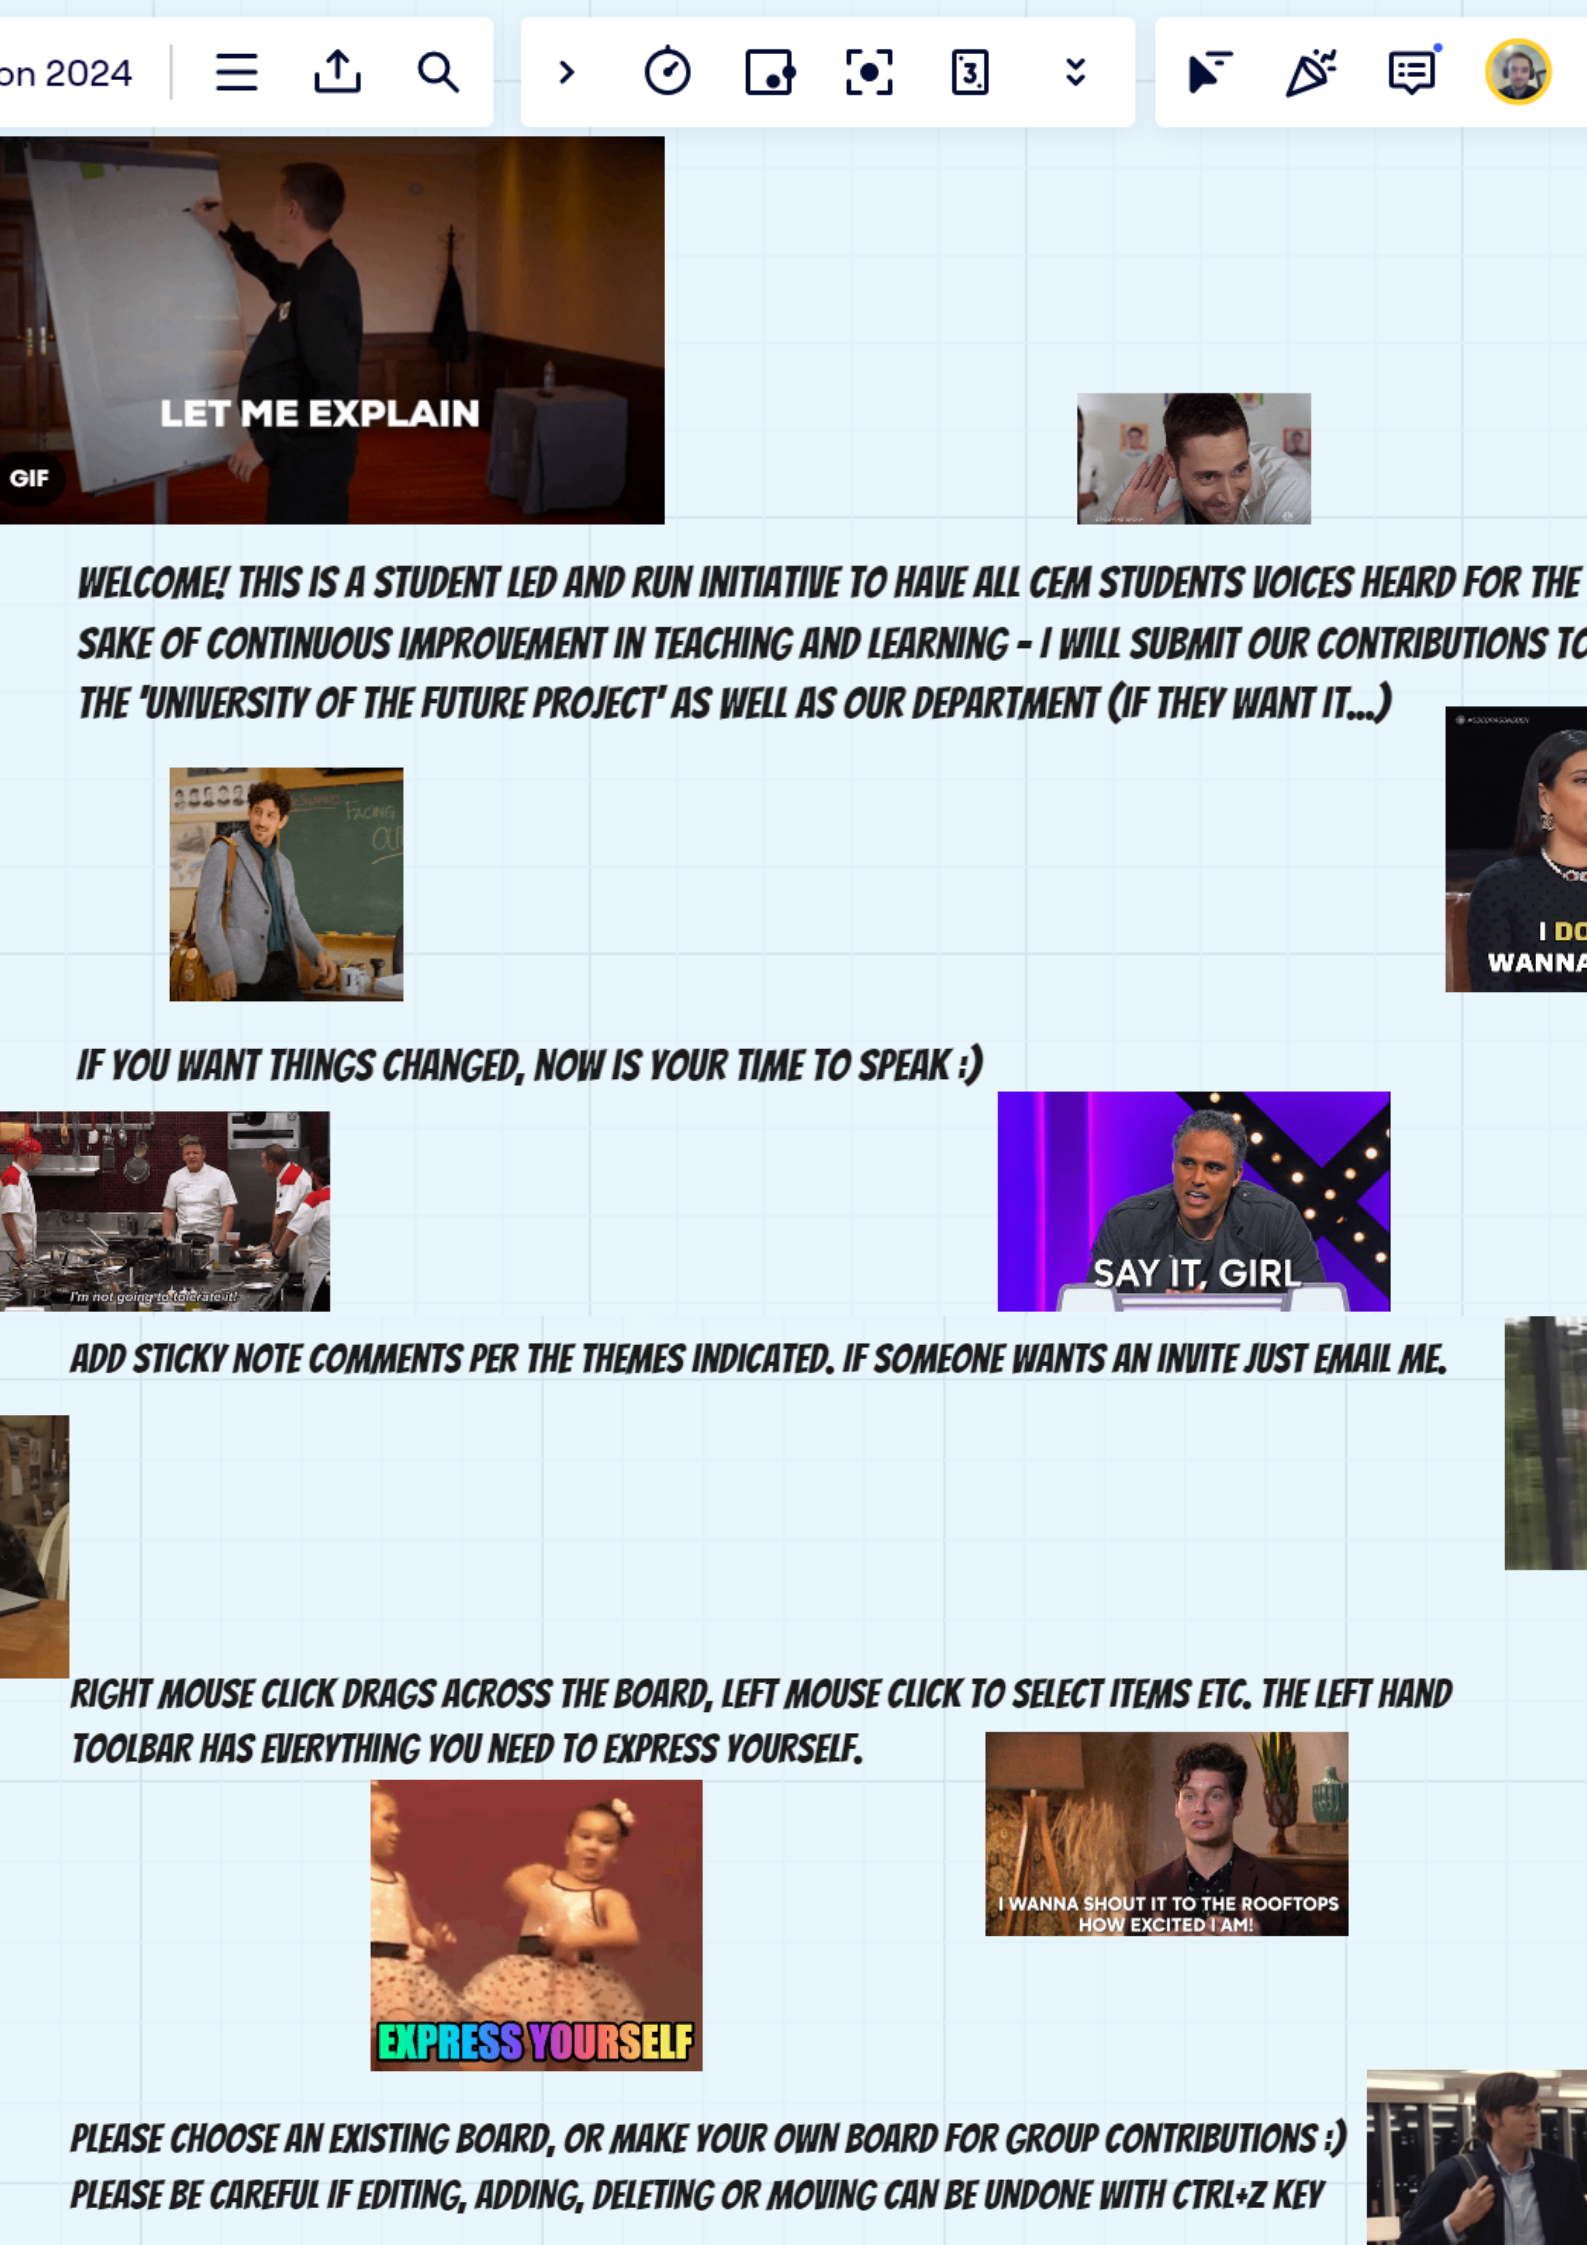 on 2024
3
LET ME EXPLAIN
GIF
WELCOME! THIS IS A STUDENT LED AND RUN INITIATIVE TO HAVE ALL CEM STUDENTS VOICES HEARD FOR THE
SAKE OF CONTINUOUS IMPROVEMENT IN TEACHING AND LEARNING - I WILL SUBMIT OUR CONTRIBUTIONS TO
THE 'UNIVERSITY OF THE FUTURE PROJECT' AS WELL AS OUR DEPARTMENT (IF THEY WANT IT...)
FACING
I DO
WANNA
IF YOU WANT THINGS CHANGED, NOW IS YOUR TIME TO SPEAK :)
I'm not going to tolerate it!
SAY IT, GIRL
ADD STICKY NOTE COMMENTS PER THE THEMES INDICATED. IF SOMEONE WANTS AN INVITE JUST EMAIL ME.
RIGHT MOUSE CLICK DRAGS ACROSS THE BOARD, LEFT MOUSE CLICK TO SELECT ITEMS ETC. THE LEFT HAND
TOOLBAR HAS EVERYTHING YOU NEED TO EXPRESS YOURSELF.
I WANNA SHOUT IT TO THE ROOFTOPS
HOW EXCITED I AM!
EXPRESS YOURSELF
PLEASE CHOOSE AN EXISTING BOARD, OR MAKE YOUR OWN BOARD FOR GROUP CONTRIBUTIONS :)
PLEASE BE CAREFUL IF EDITING, ADDING, DELETING OR MOVING CAN BE UNDONE WITH CTRL+Z KEY